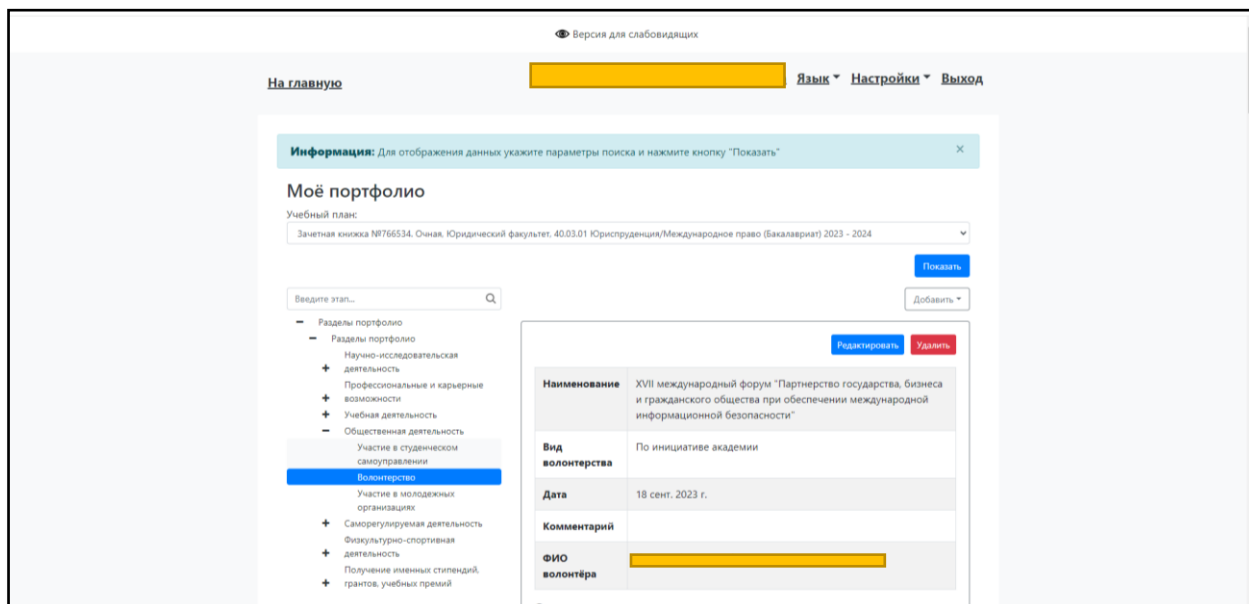 Версия для слабовидящих
На главную
Язык
Настройки
Выход
Информация: Для отображения данных укажите параметры поиска и нажмите кнопку "Показать"
×
Моё портфолио
Учебный план:
Зачетная книжка №766534. Очная, Юридический факультет, 40.03.01 Юриспруденция/Международное право (Бакалавриат) 2023 - 2024
Показать
Введите этап...
Добавить
Разделы портфолио
Разделы портфолио
Научно-исследовательская
деятельность
Профессиональные и карьерные
возможности
Учебная деятельность
Общественная деятельность
Участие в студенческом
самоуправлении
Волонтерство
Участие в молодежных
организациях
Саморегулируемая деятельность
Физкультурно-спортивная
деятельность
Получение именных стипендий,
грантов, учебных премий
Редактировать
Удалить
Наименование
XVII международный форум "Партнерство государства, бизнеса
и гражданского общества при обеспечении международной
информационной безопасности"
Вид
волонтерства
По инициативе академии
Дата
18 сент. 2023 г.
Комментарий
ФИО
волонтёра